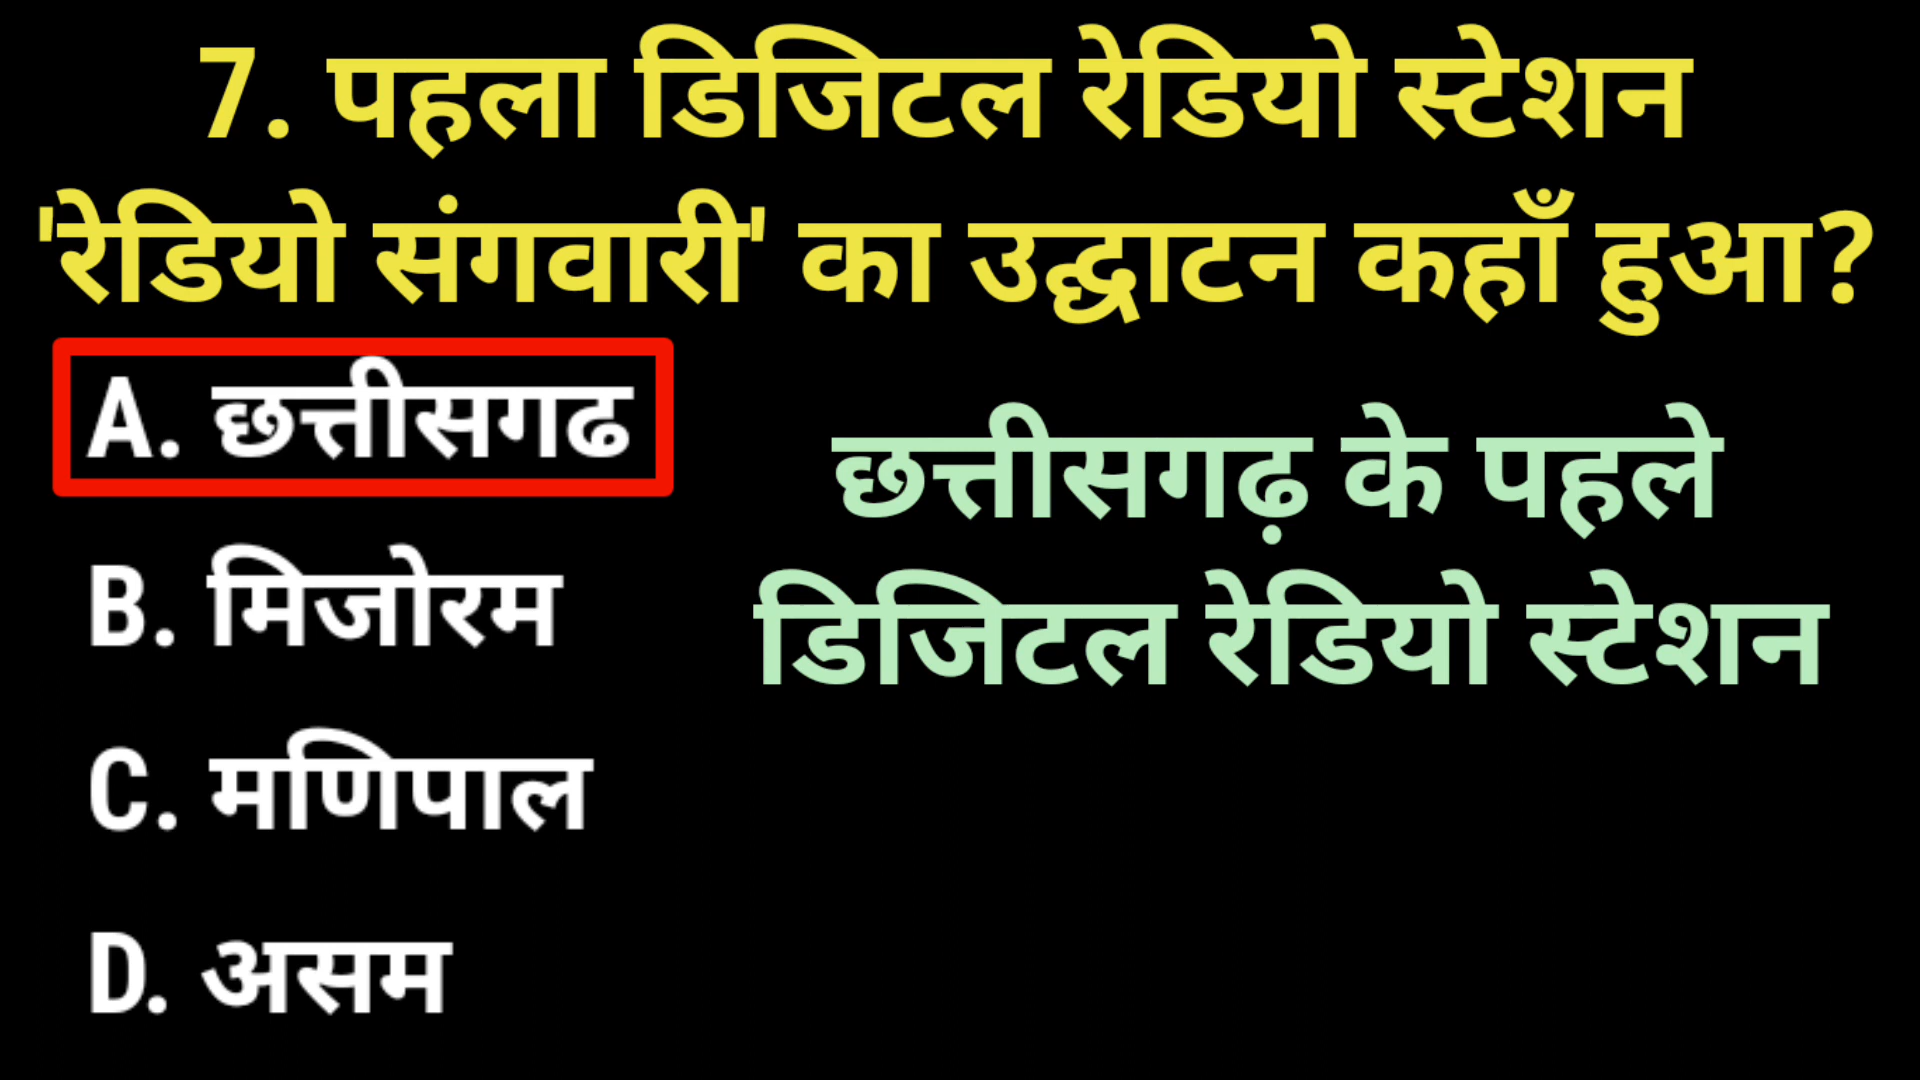 7. पहला डिजिटल रेडियो स्टेशन
'रेडियो संगवारी' का उद्घाटन कहाँ हुआ?
A. छत्तीसगढ
छत्तीसगढ़ के पहले
डिजिटल रेडियो स्टेशन
B. मिजोरम
C. मणिपाल
D. असम